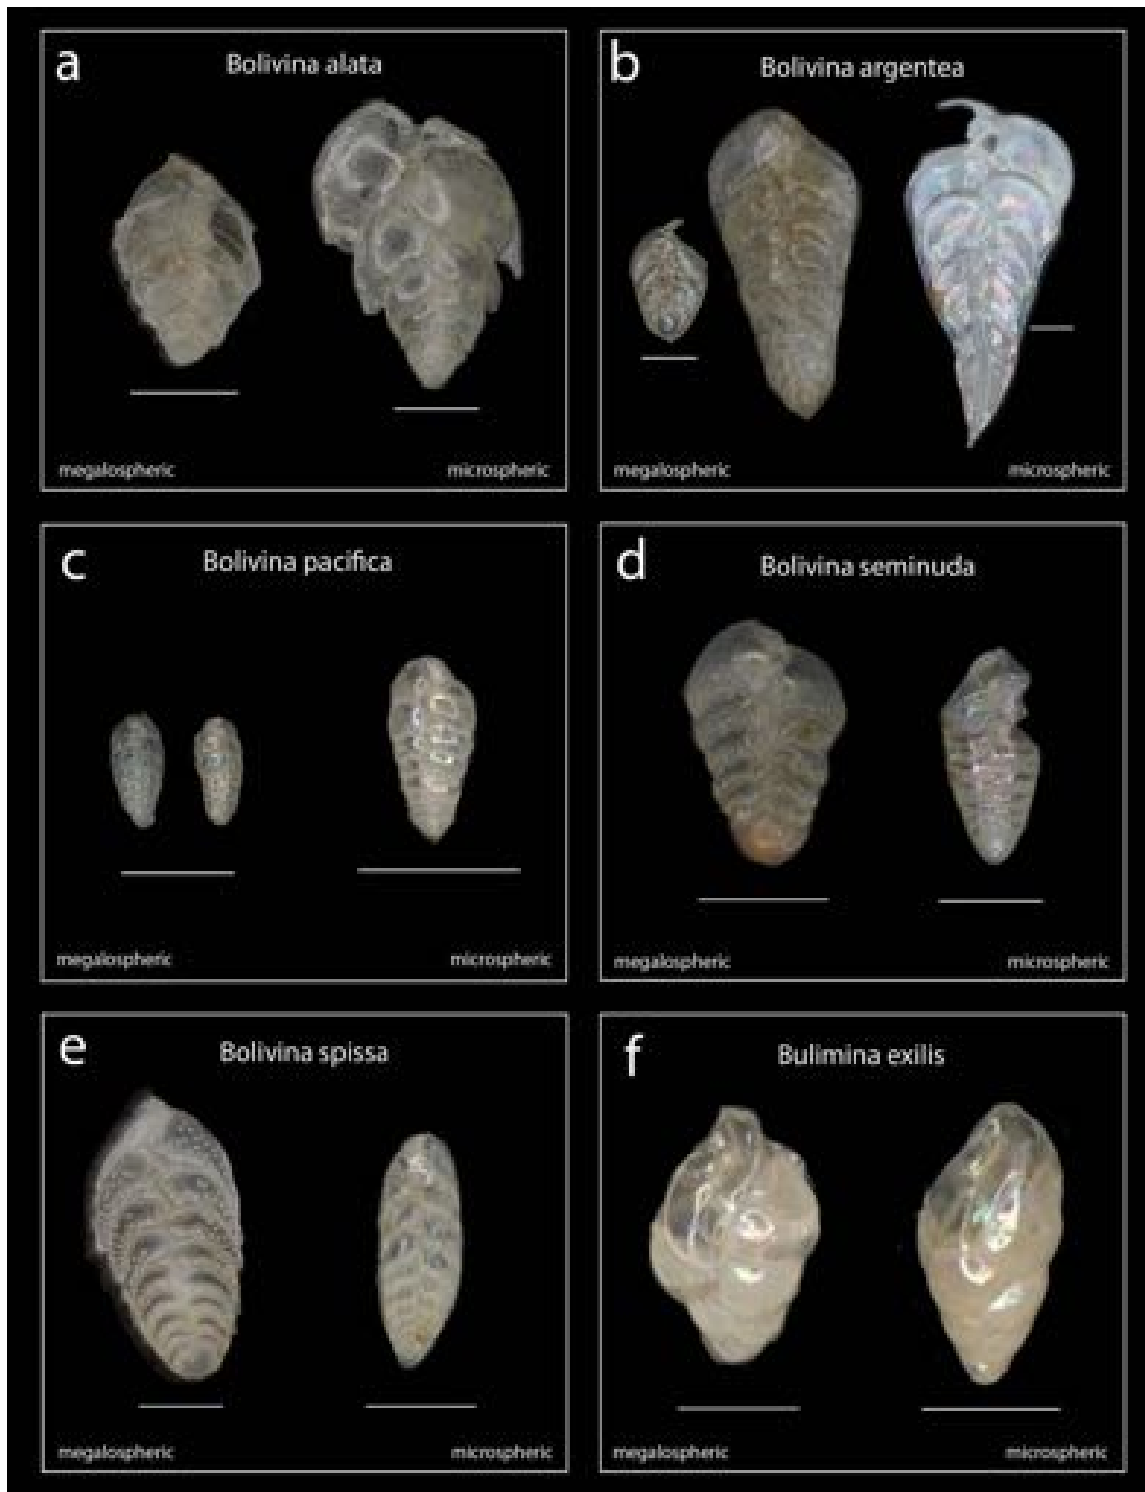 a
Bolivina alata
megalospheric
microspheric
b
Bolivina argentea
megalospheric
microspheric
c
Bolivina pacifica
megalospheric
microspheric
d
Bolivina seminuda
megalospheric
microspheric
e
Bolivina spissa
megalospheric
microspheric
f
Bulimina exilis
megalospheric
microspheric